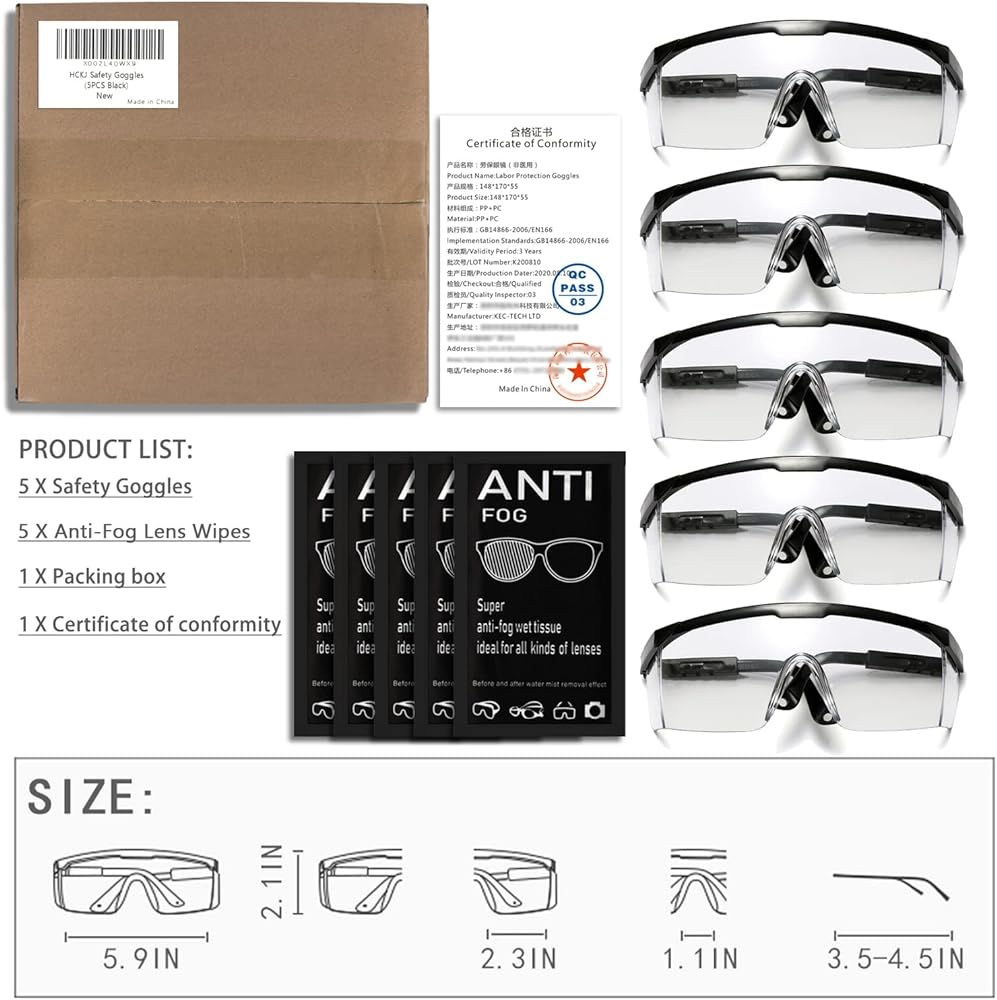 X002L40WX9
HCKJ Safety Goggles
(5PCS Black)
New
Made in China
合格证书
Certificate of Conformity
产品名称：劳保眼镜（非医用）
Product Name:Labor Protection Goggles
产品规格：148*170*55
Product Size:148*170*55
材料组成：PP+PC
Material:PP+PC
执行标准：GB14866-2006/EN166
Implementation Standards:GB14866-2006/EN166
有效期/Validity Period:3 Years
批次号/LOT Number:K200810
生产日期/Production Date:2020.
检验/Checkout:合格/Qualified
质检员/Quality Inspector:03
生产厂家：科技有限公司
Manufacturer:KEC-TECH LTD
生产地址：
Address:
电话/Telephone:+86
Made In China
QC
PASS
03
PRODUCT LIST:
5 X Safety Goggles
5 X Anti-Fog Lens Wipes
1 X Packing box
1 X Certificate of conformity
ANTI
FOG
Super
anti-fog wet tissue
ideal for all kinds of lenses
Before and after water mist removal effect
SIZE:
5.9IN
2.1IN
2.3IN
1.1IN
3.5-4.5IN